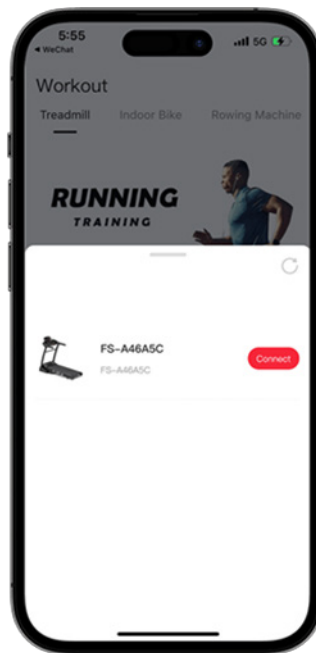 5:55
5G
WeChat
Workout
Treadmill Indoor Bike Rowing Machine
RUNNING
TRAINING
FS-A46A5C
FS-A46A5C
Connect